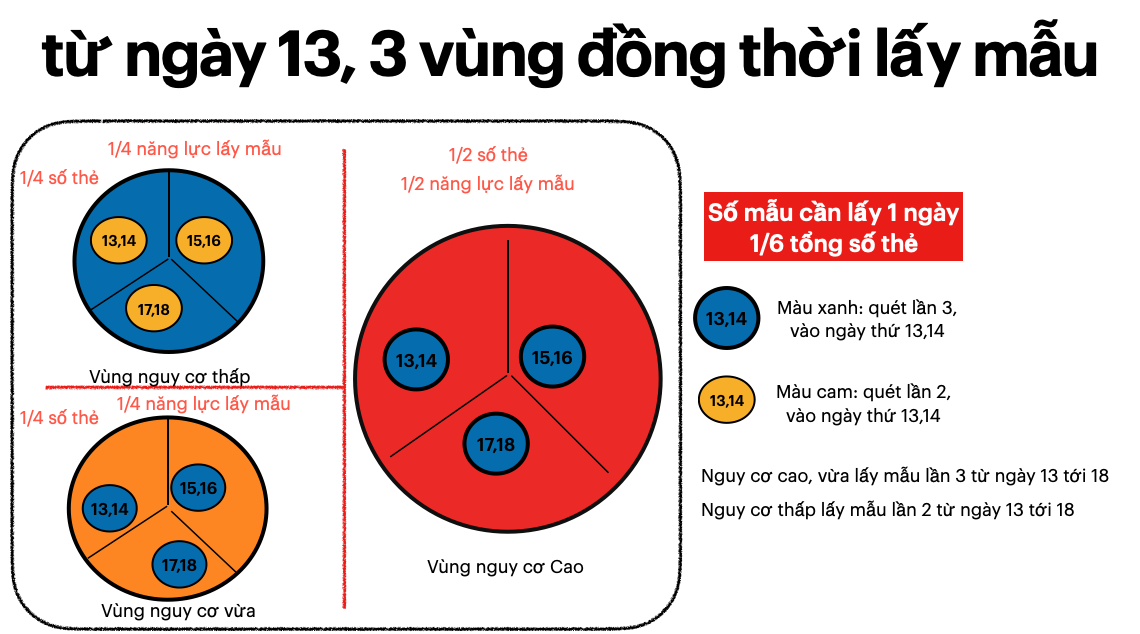 từ ngày 13, 3 vùng đồng thời lấy mẫu
1/4 năng lực lấy mẫu
1/4 số thẻ
13,14
15,16
17,18
Vùng nguy cơ thấp
1/4 năng lực lấy mẫu
1/4 số thẻ
15,16
13,14
17,18
Vùng nguy cơ vừa
1/2 số thẻ
1/2 năng lực lấy mẫu
13,14
15,16
17,18
Vùng nguy cơ Cao
Số mẫu cần lấy 1 ngày
1/6 tổng số thẻ
13,14
Màu xanh: quét lần 3,
vào ngày thứ 13,14
13,14
Màu cam: quét lần 2,
vào ngày thứ 13,14
Nguy cơ cao, vừa lấy mẫu lần 3 từ ngày 13 tới 18
Nguy cơ thấp lấy mẫu lần 2 từ ngày 13 tới 18